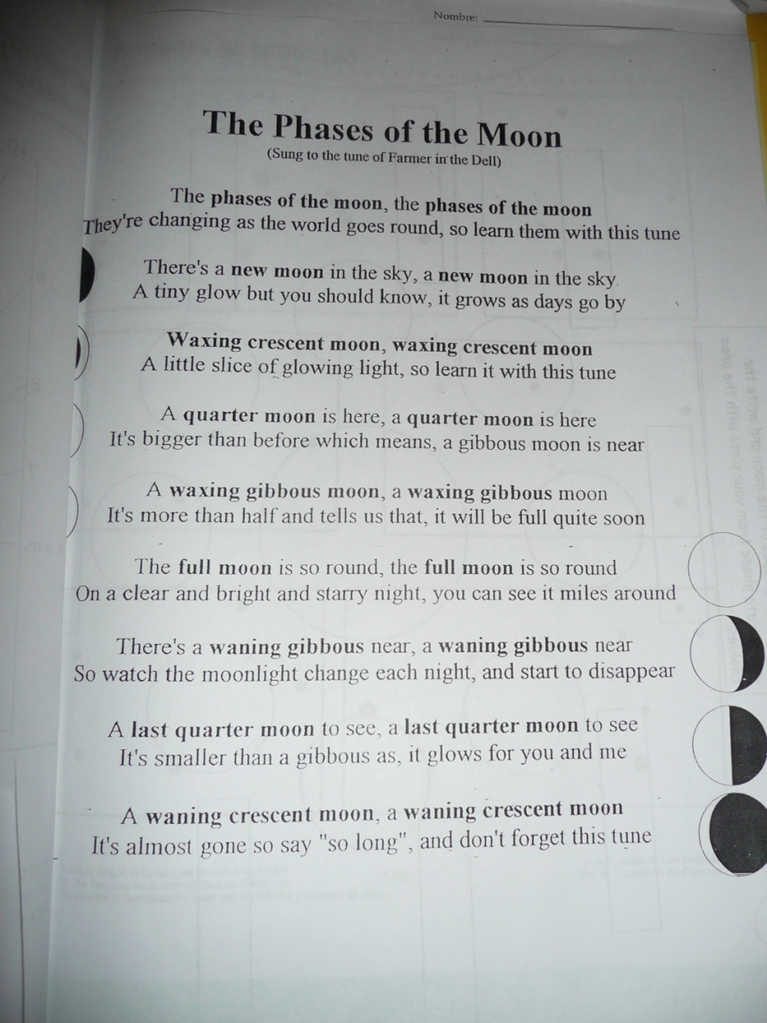 Nombre:
The Phases of the Moon
(Sung to the tune of Farmer in the Dell)
The phases of the moon, the phases of the moon
They're changing as the world goes round, so learn them with this tune
There's a new moon in the sky, a new moon in the sky.
A tiny glow but you should know, it grows as days go by
Waxing crescent moon, waxing crescent moon
A little slice of glowing light, so learn it with this tune
A quarter moon is here, a quarter moon is here
It's bigger than before which means, a gibbous moon is near
A waxing gibbous moon, a waxing gibbous moon
It's more than half and tells us that, it will be full quite soon
The full moon is so round, the full moon is so round
On a clear and bright and starry night, you can see it miles around
There's a waning gibbous near, a waning gibbous near
So watch the moonlight change each night, and start to disappear
A last quarter moon to see, a last quarter moon to see
It's smaller than a gibbous as, it glows for you and me
A waning crescent moon, a waning crescent moon
It's almost gone so say "so long", and don't forget this tune